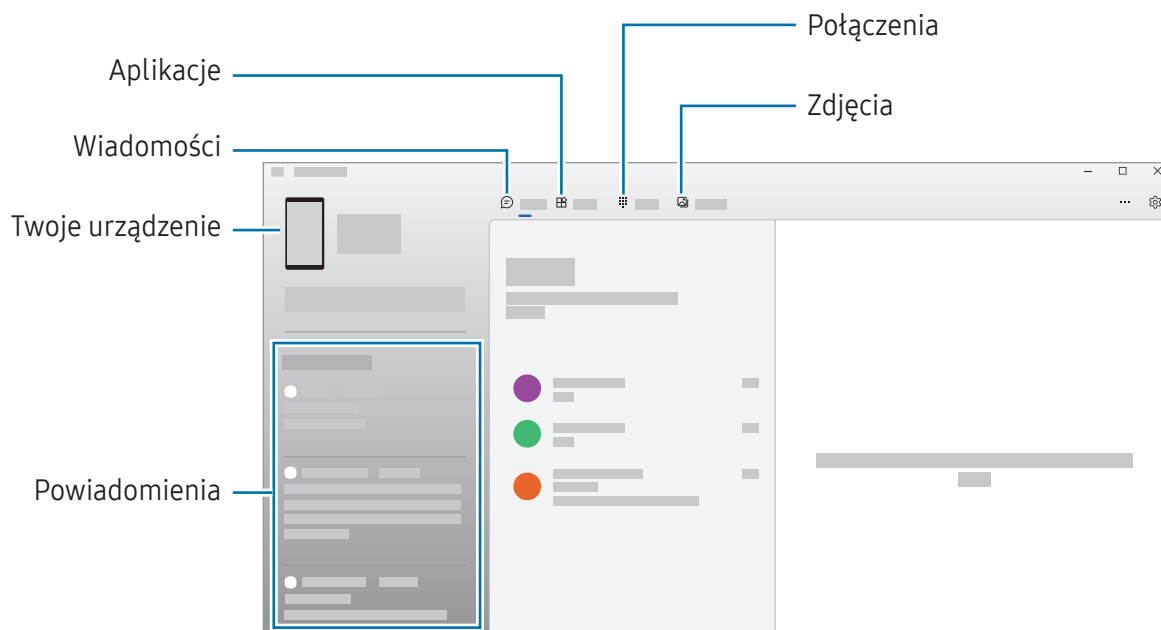 Połączenia
Aplikacje
Zdjęcia
Wiadomości
Twoje urządzenie
Powiadomienia